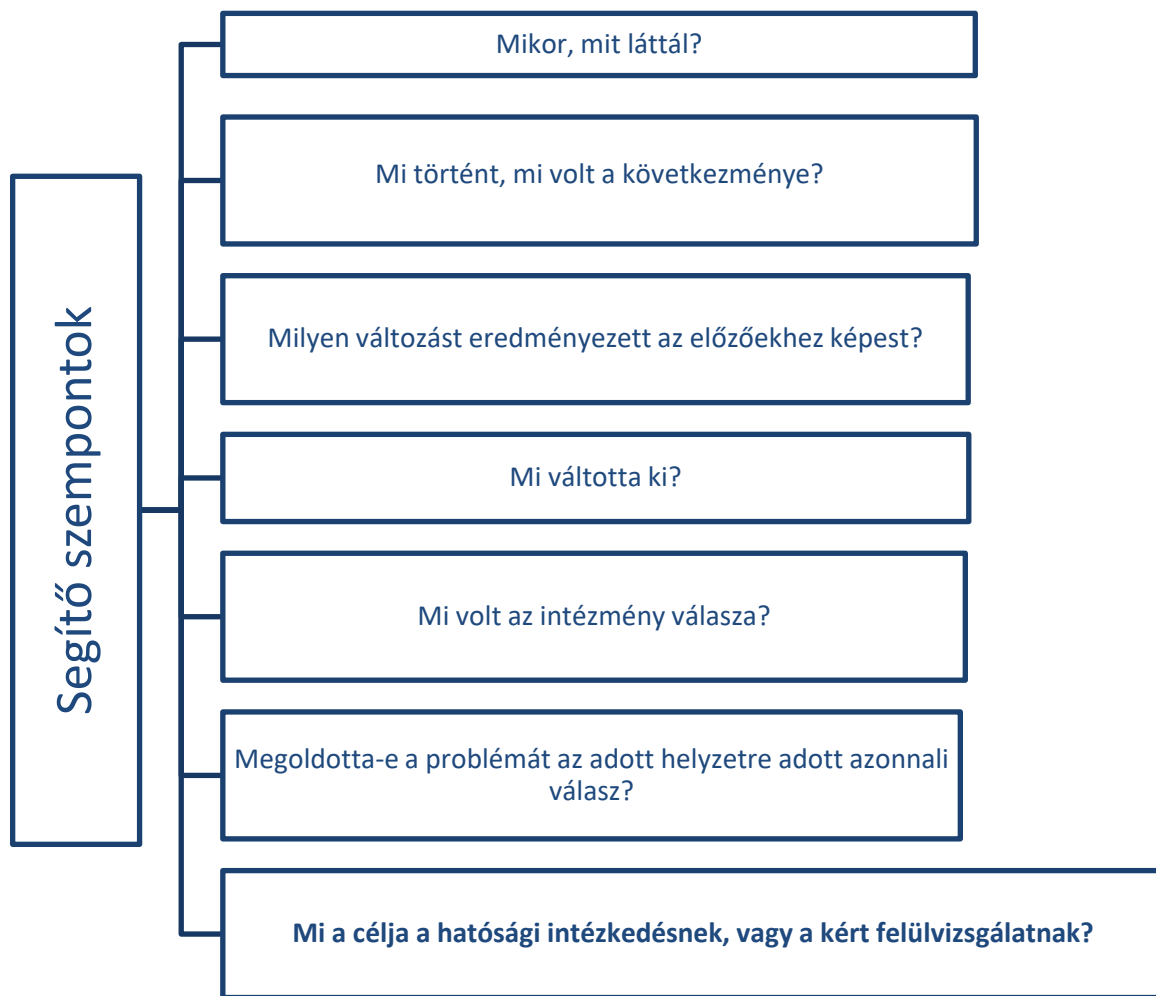 Segítő szempontok
Mikor, mit láttál?
Mi történt, mi volt a következménye?
Milyen változást eredményezett az előzőekhez képest?
Mi váltotta ki?
Mi volt az intézmény válasza?
Megoldotta-e a problémát az adott helyzetre adott azonnali
válasz?
Mi a célja a hatósági intézkedésnek, vagy a kért felülvizsgálatnak?